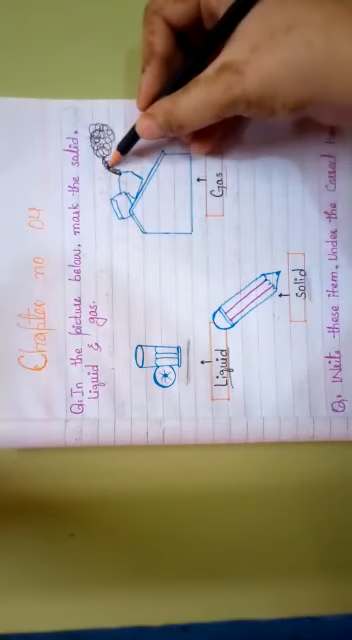 Chapter no 04
Q. In the picture below, mark the solid,
liquid & gas.
Gas
Liquid
Solid
Q. Write these item, Under the Correct